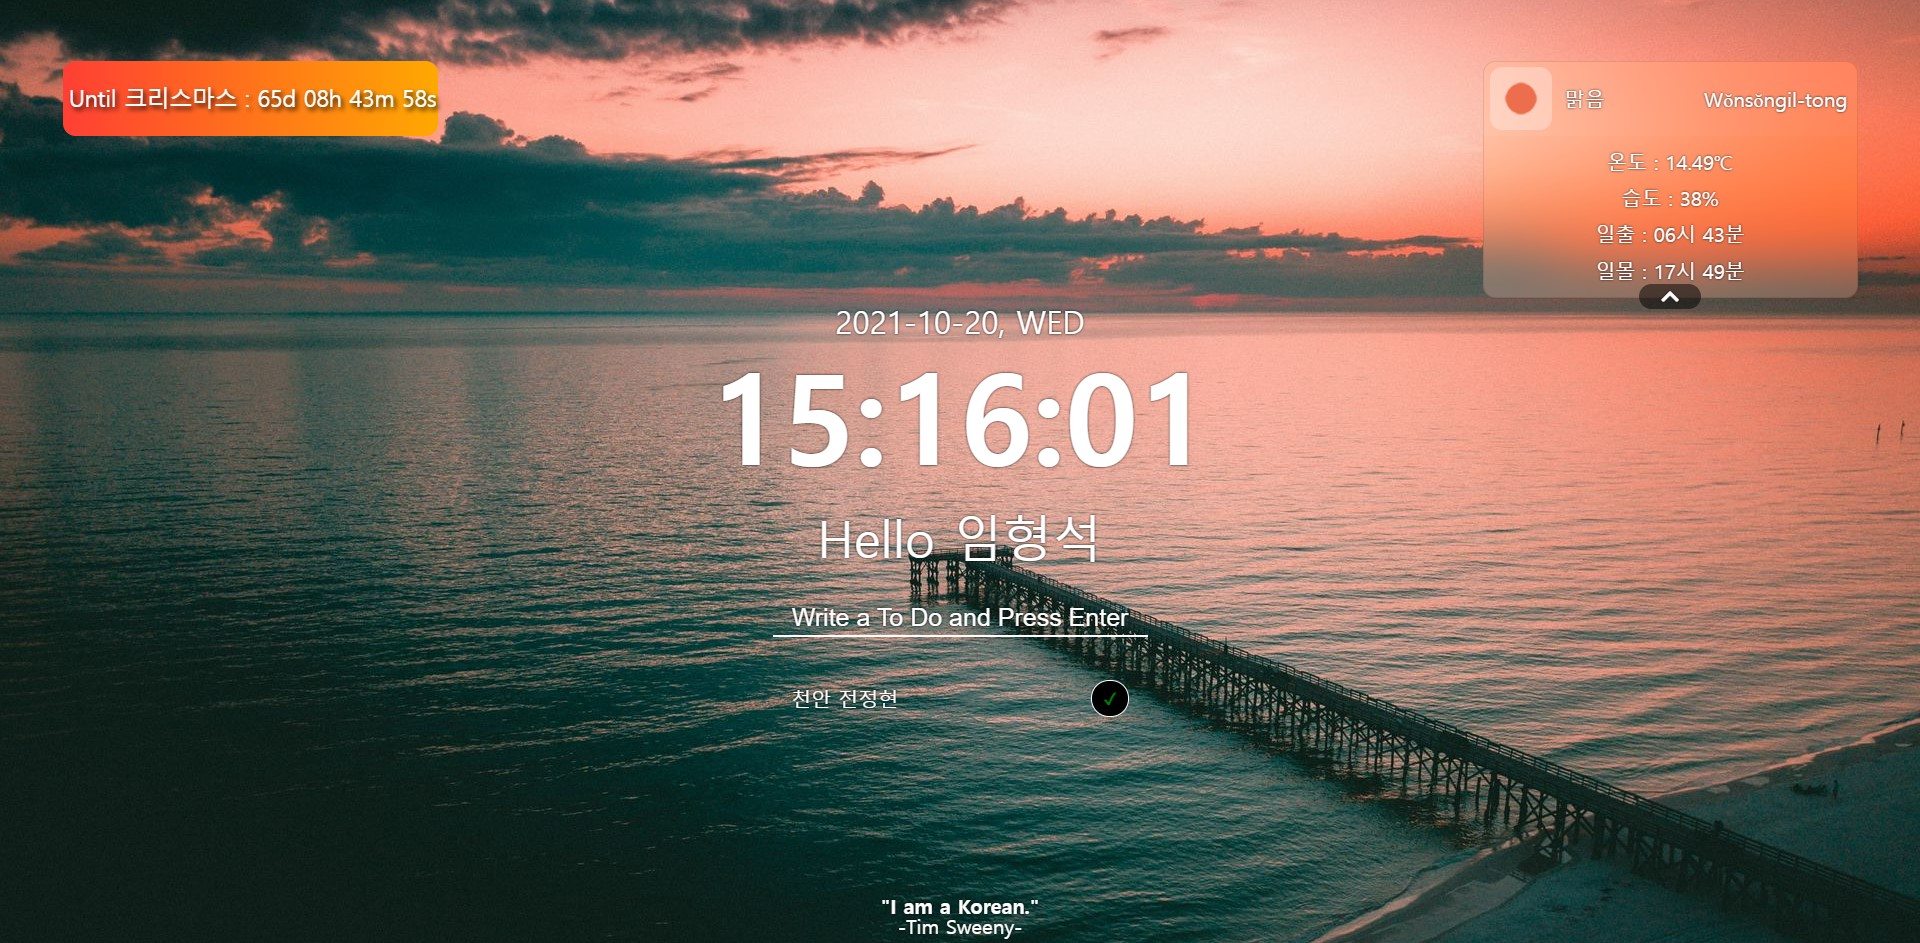 Until 크리스마스 : 65d 08h 43m 58s
맑음 Wŏnsŏngil-tong
온도 : 14.49℃
습도 : 38%
일출 : 06시 43분
일몰 : 17시 49분
2021-10-20, WED
15:16:01
Hello 임형석
Write a To Do and Press Enter
천안 전정현
"I am a Korean."
-Tim Sweeny-